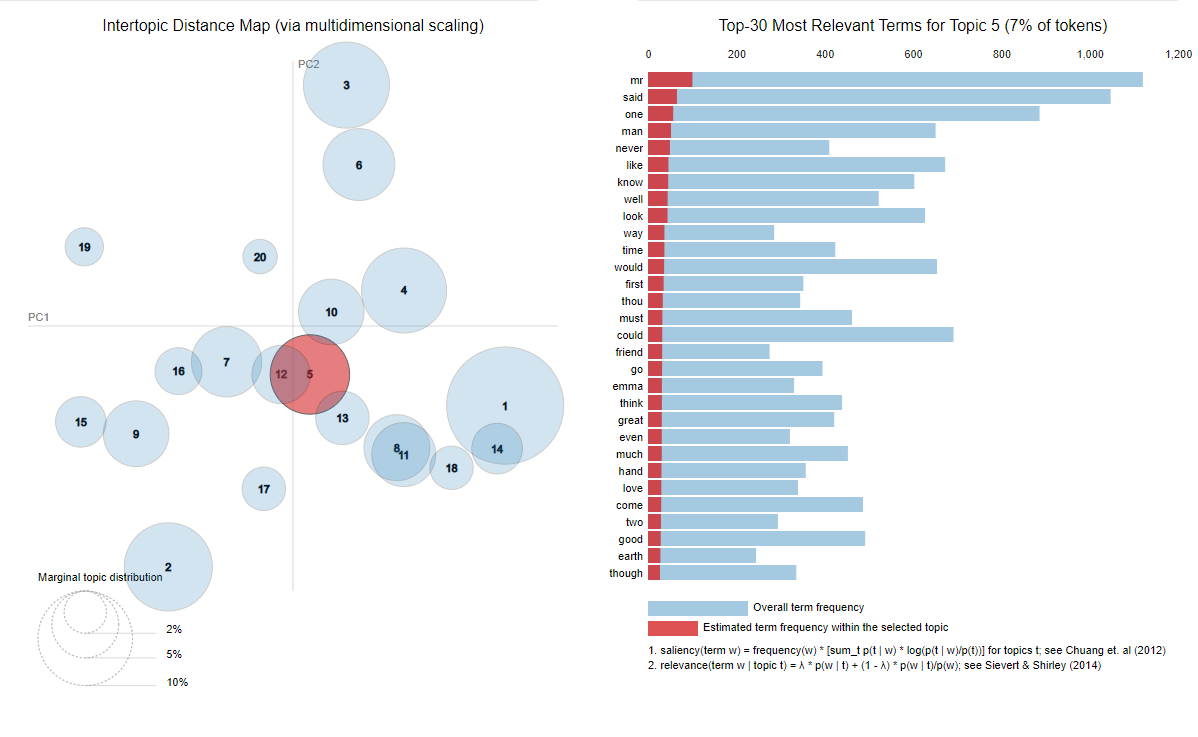 Intertopic Distance Map (via multidimensional scaling)
PC2
3
6
19
20
4
10
PC1
7
16
12
5
1
15
9
13
8
11
14
18
17
2
Marginal topic distribution
2%
5%
10%
Top-30 Most Relevant Terms for Topic 5 (7% of tokens)
0 200 400 600 800 1,000 1,200
mr
said
one
man
never
like
know
well
look
way
time
would
first
thou
must
could
friend
go
emma
think
great
even
much
hand
love
come
two
good
earth
though
Overall term frequency
Estimated term frequency within the selected topic
1. saliency(term w) = frequency(w) * [sum_t p(t | w) * log(p(t | w)/p(t))] for topics t; see Chuang et. al (2012)
2. relevance(term w | topic t) = λ * p(w | t) + (1 - λ) * p(w | t)/p(w); see Sievert & Shirley (2014)